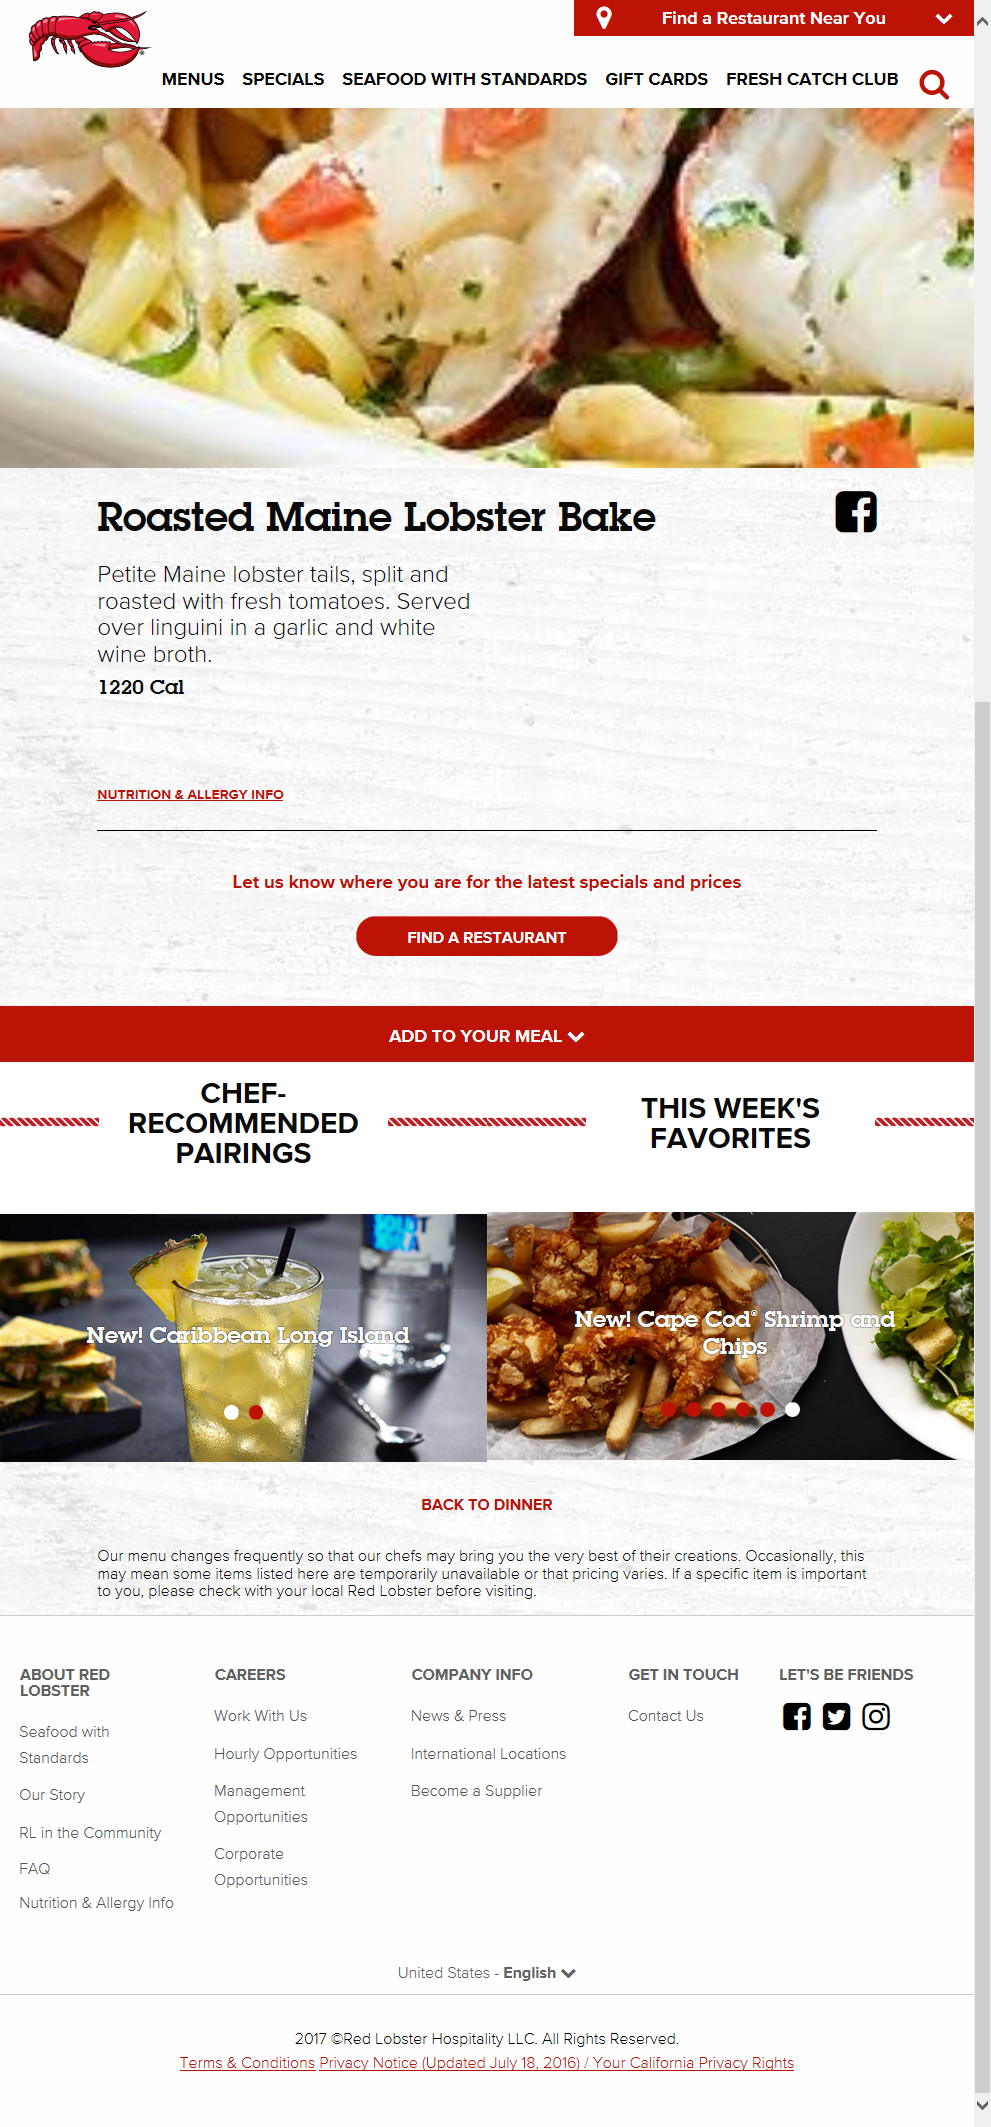 Find a Restaurant Near You
MENUS SPECIALS SEAFOOD WITH STANDARDS GIFT CARDS FRESH CATCH CLUB
Roasted Maine Lobster Bake
Petite Maine lobster tails, split and
roasted with fresh tomatoes. Served
over linguini in a garlic and white
wine broth.
1220 Cal
NUTRITION & ALLERGY INFO
Let us know where you are for the latest specials and prices
FIND A RESTAURANT
ADD TO YOUR MEAL
CHEF-
RECOMMENDED
PAIRINGS
THIS WEEK'S
FAVORITES
New! Caribbean Long Island
New! Cape Cod® Shrimp and
Chips
BACK TO DINNER
Our menu changes frequently so that our chefs may bring you the very best of their creations. Occasionally, this
may mean some items listed here are temporarily unavailable or that pricing varies. If a specific item is important
to you, please check with your local Red Lobster before visiting.
ABOUT RED
LOBSTER
Seafood with
Standards
Our Story
RL in the Community
FAQ
Nutrition & Allergy Info
CAREERS
Work With Us
Hourly Opportunities
Management
Opportunities
Corporate
Opportunities
COMPANY INFO
News & Press
International Locations
Become a Supplier
GET IN TOUCH
Contact Us
LET'S BE FRIENDS
United States - English
2017 ©Red Lobster Hospitality LLC. All Rights Reserved.
Terms & Conditions Privacy Notice (Updated July 18, 2016) / Your California Privacy Rights